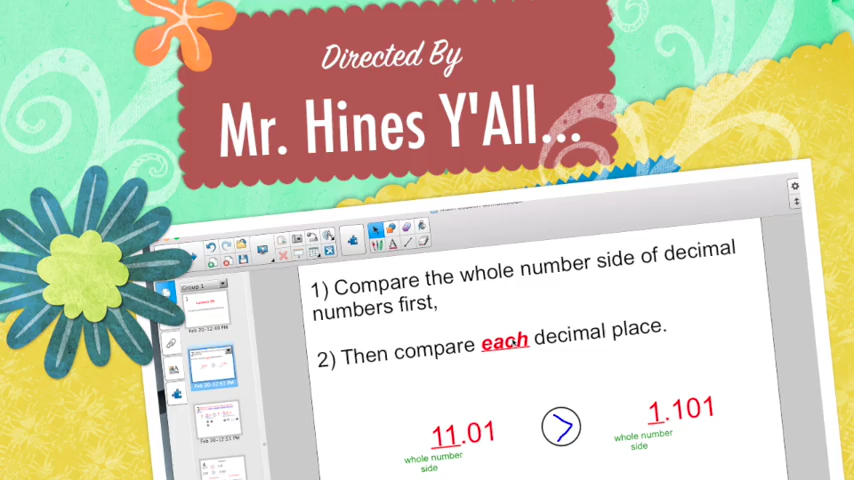 Directed By
Mr. Hines Y'All...
Group 1
1) Compare the whole number side of decimal
numbers first,
2) Then compare each decimal place.
11.01 > 1.101
whole number
side
whole number
side